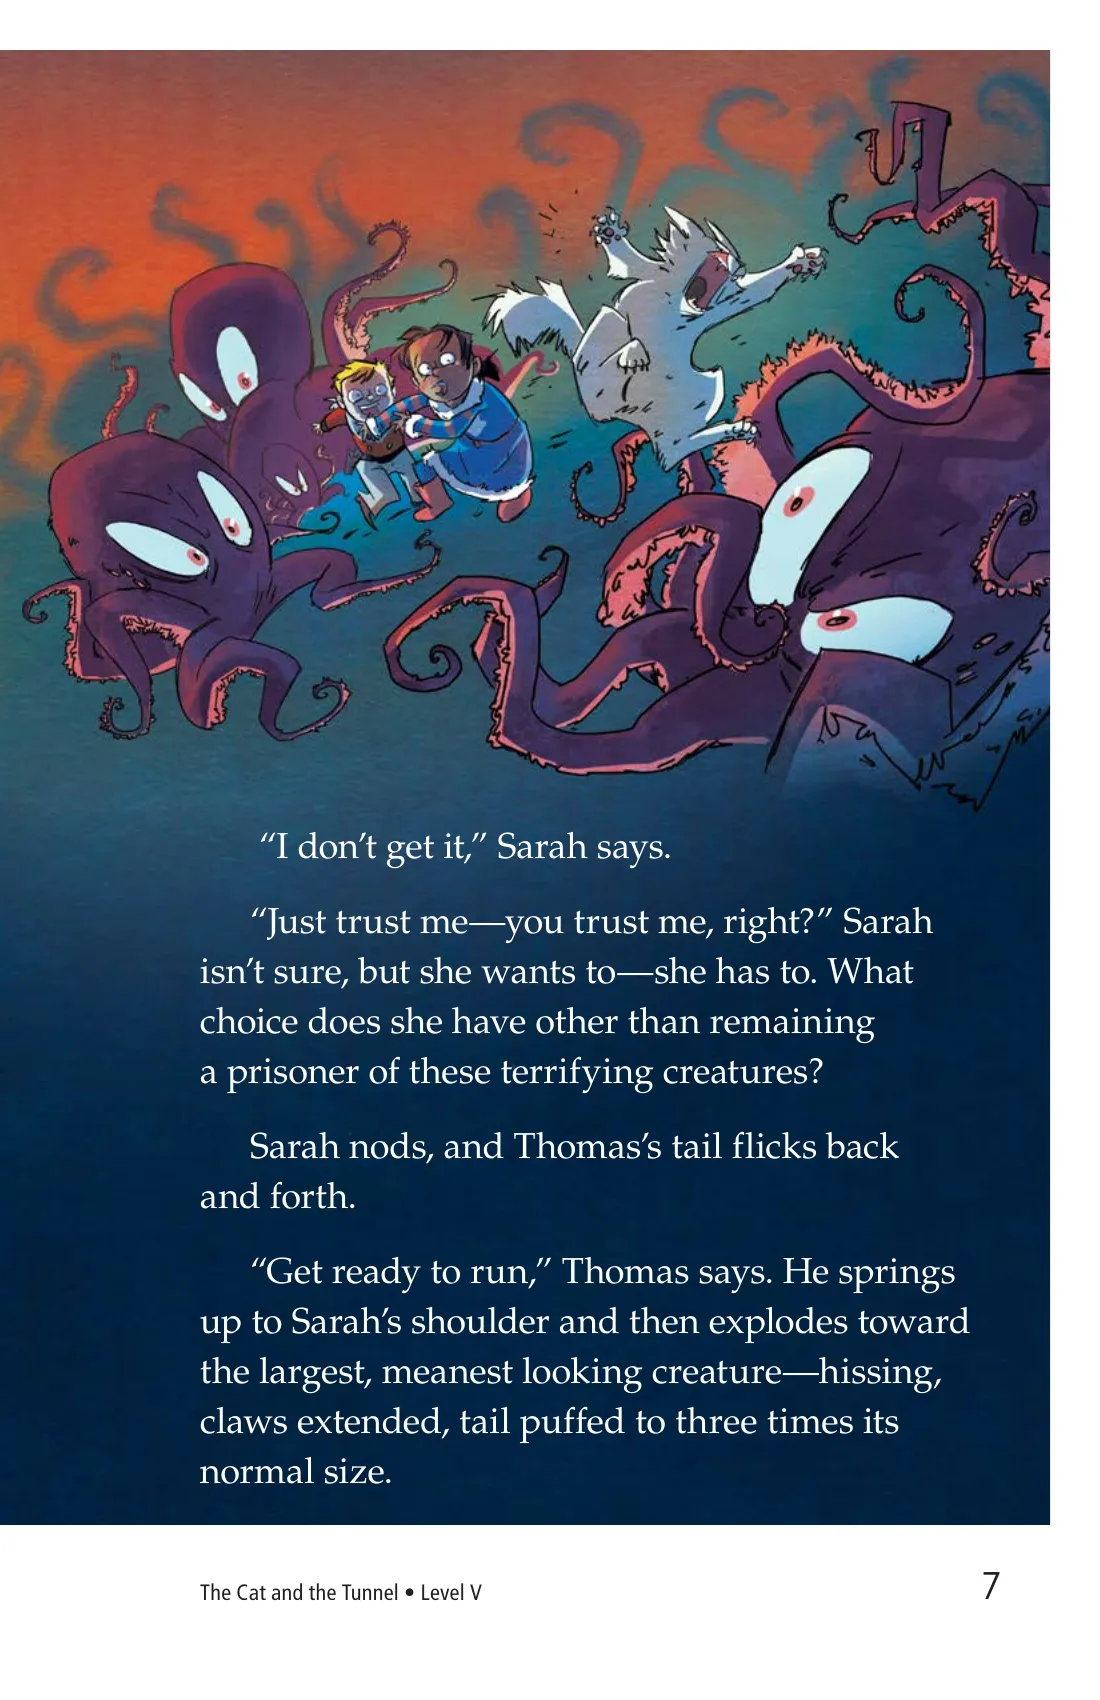 “I don’t get it,” Sarah says.
“Just trust me—you trust me, right?” Sarah
isn’t sure, but she wants to—she has to. What
choice does she have other than remaining
a prisoner of these terrifying creatures?
Sarah nods, and Thomas’s tail flicks back
and forth.
“Get ready to run,” Thomas says. He springs
up to Sarah’s shoulder and then explodes toward
the largest, meanest looking creature—hissing,
claws extended, tail puffed to three times its
normal size.
The Cat and the Tunnel • Level V
7